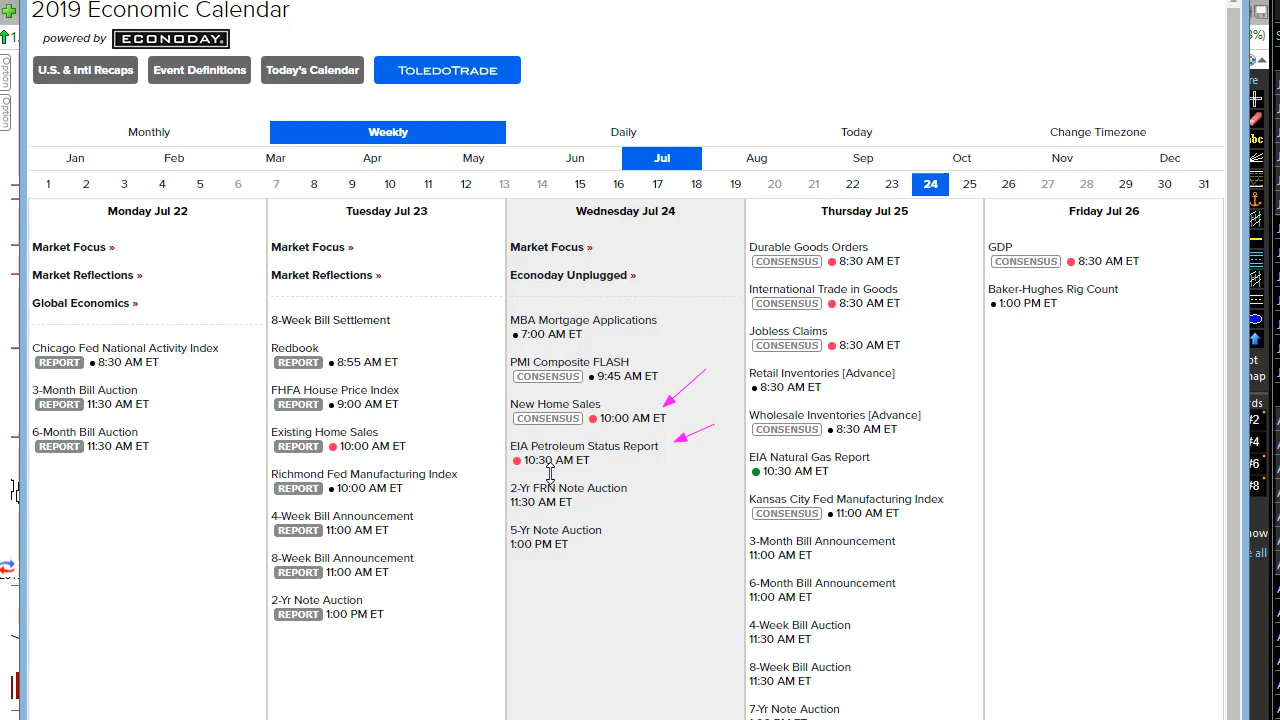 2019 Economic Calendar
powered by ECONODAY
U.S. & Intl Recaps Event Definitions Today's Calendar TOLEDOTRADE
Monthly Weekly Daily Today Change Timezone
Jan Feb Mar Apr May Jun Jul Aug Sep Oct Nov Dec
1 2 3 4 5 6 7 8 9 10 11 12 13 14 15 16 17 18 19 20 21 22 23 24 25 26 27 28 29 30 31
Monday Jul 22
Market Focus »
Market Reflections »
Global Economics »
Chicago Fed National Activity Index
REPORT • 8:30 AM ET
3-Month Bill Auction
REPORT 11:30 AM ET
6-Month Bill Auction
REPORT 11:30 AM ET
Tuesday Jul 23
Market Focus »
Market Reflections »
8-Week Bill Settlement
Redbook
REPORT • 8:55 AM ET
FHFA House Price Index
REPORT • 9:00 AM ET
Existing Home Sales
REPORT • 10:00 AM ET
Richmond Fed Manufacturing Index
REPORT • 10:00 AM ET
4-Week Bill Announcement
REPORT 11:00 AM ET
8-Week Bill Announcement
REPORT 11:00 AM ET
2-Yr Note Auction
REPORT 1:00 PM ET
Wednesday Jul 24
Market Focus »
Econoday Unplugged »
MBA Mortgage Applications
• 7:00 AM ET
PMI Composite FLASH
CONSENSUS • 9:45 AM ET
New Home Sales
CONSENSUS • 10:00 AM ET
EIA Petroleum Status Report
• 10:30 AM ET
2-Yr FRN Note Auction
11:30 AM ET
5-Yr Note Auction
1:00 PM ET
Thursday Jul 25
Durable Goods Orders
CONSENSUS • 8:30 AM ET
International Trade in Goods
CONSENSUS • 8:30 AM ET
Jobless Claims
CONSENSUS • 8:30 AM ET
Retail Inventories [Advance]
• 8:30 AM ET
Wholesale Inventories [Advance]
CONSENSUS • 8:30 AM ET
EIA Natural Gas Report
• 10:30 AM ET
Kansas City Fed Manufacturing Index
CONSENSUS • 11:00 AM ET
3-Month Bill Announcement
11:00 AM ET
6-Month Bill Announcement
11:00 AM ET
4-Week Bill Auction
11:30 AM ET
8-Week Bill Auction
11:30 AM ET
7-Yr Note Auction
Friday Jul 26
GDP
CONSENSUS • 8:30 AM ET
Baker-Hughes Rig Count
• 1:00 PM ET
Option
Option
abc
#2
#4
#6
#8